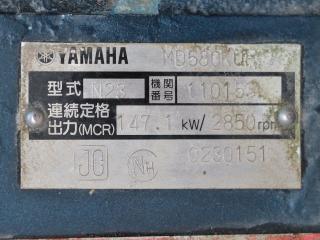 YAMAHA MD580KUH
型式 N23 機関番号 110153
連続定格出力(MCR) 147.1 kW/ 2850 rpm
JG NH 0230151